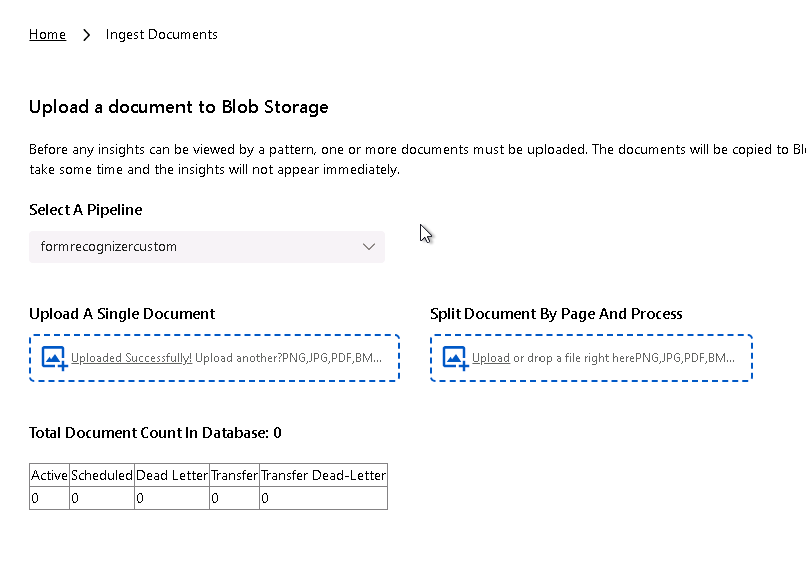 Home > Ingest Documents
Upload a document to Blob Storage
Before any insights can be viewed by a pattern, one or more documents must be uploaded. The documents will be copied to Bl
take some time and the insights will not appear immediately.
Select A Pipeline
formrecognizercustom
Upload A Single Document
Split Document By Page And Process
Uploaded Successfully! Upload another?PNG,JPG,PDF,BM...
Upload or drop a file right herePNG,JPG,PDF,BM...
Total Document Count In Database: 0
Active Scheduled Dead Letter Transfer Transfer Dead-Letter
0 0 0 0 0